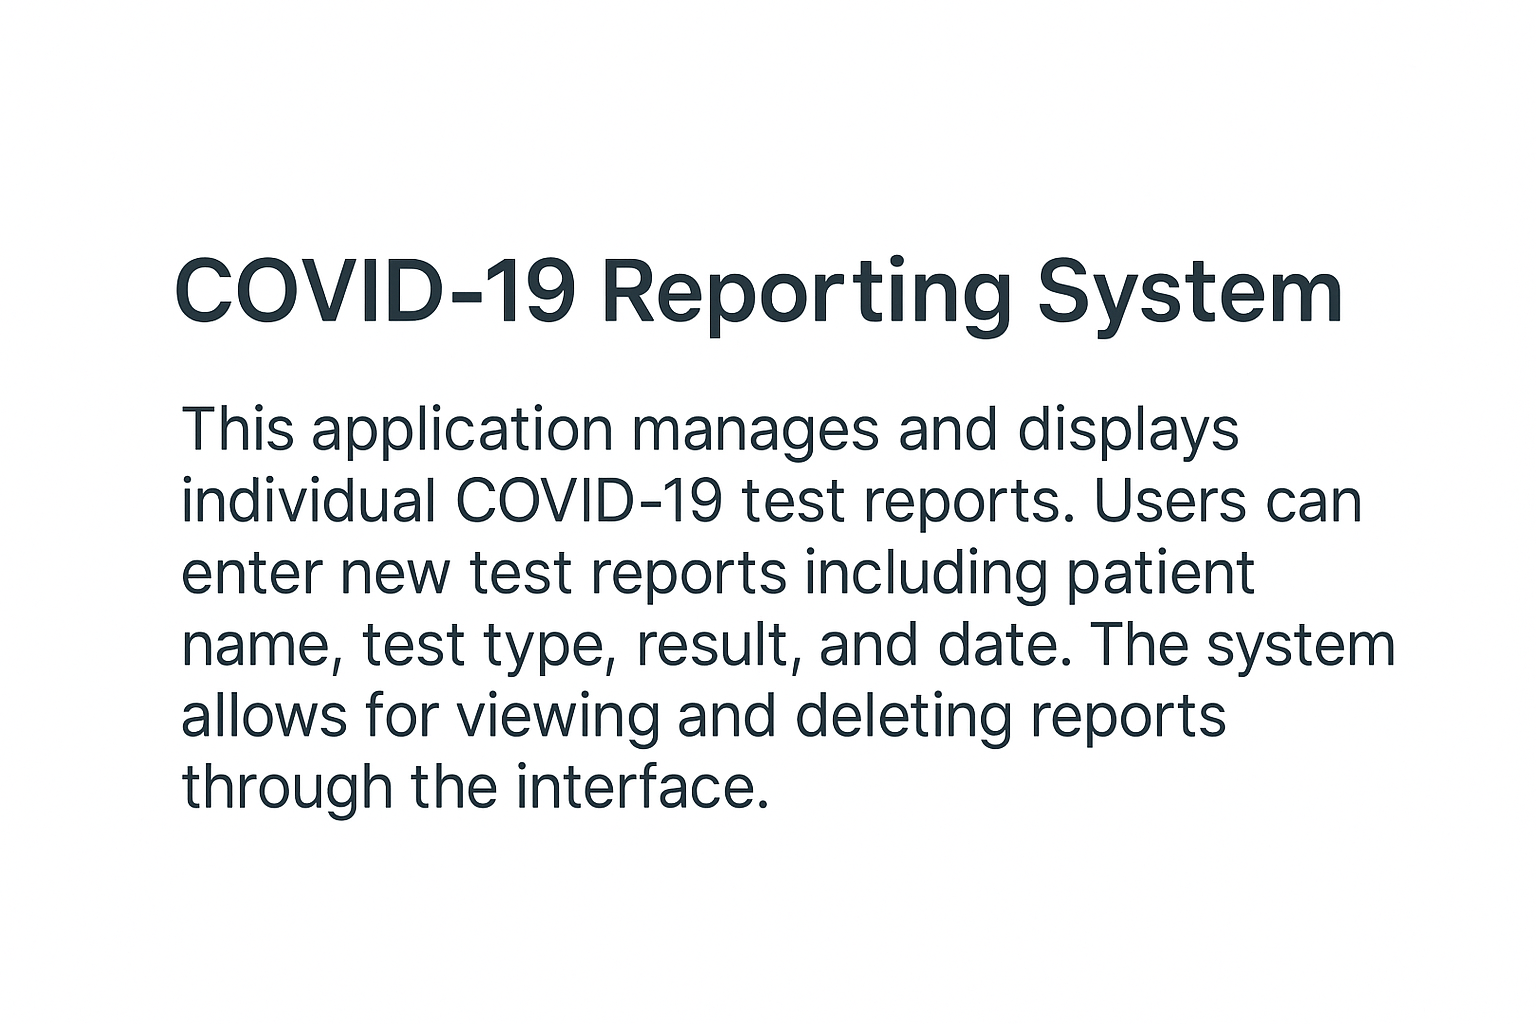 COVID-19 Reporting System
This application manages and displays
individual COVID-19 test reports. Users can
enter new test reports including patient
name, test type, result, and date. The system
allows for viewing and deleting reports
through the interface.